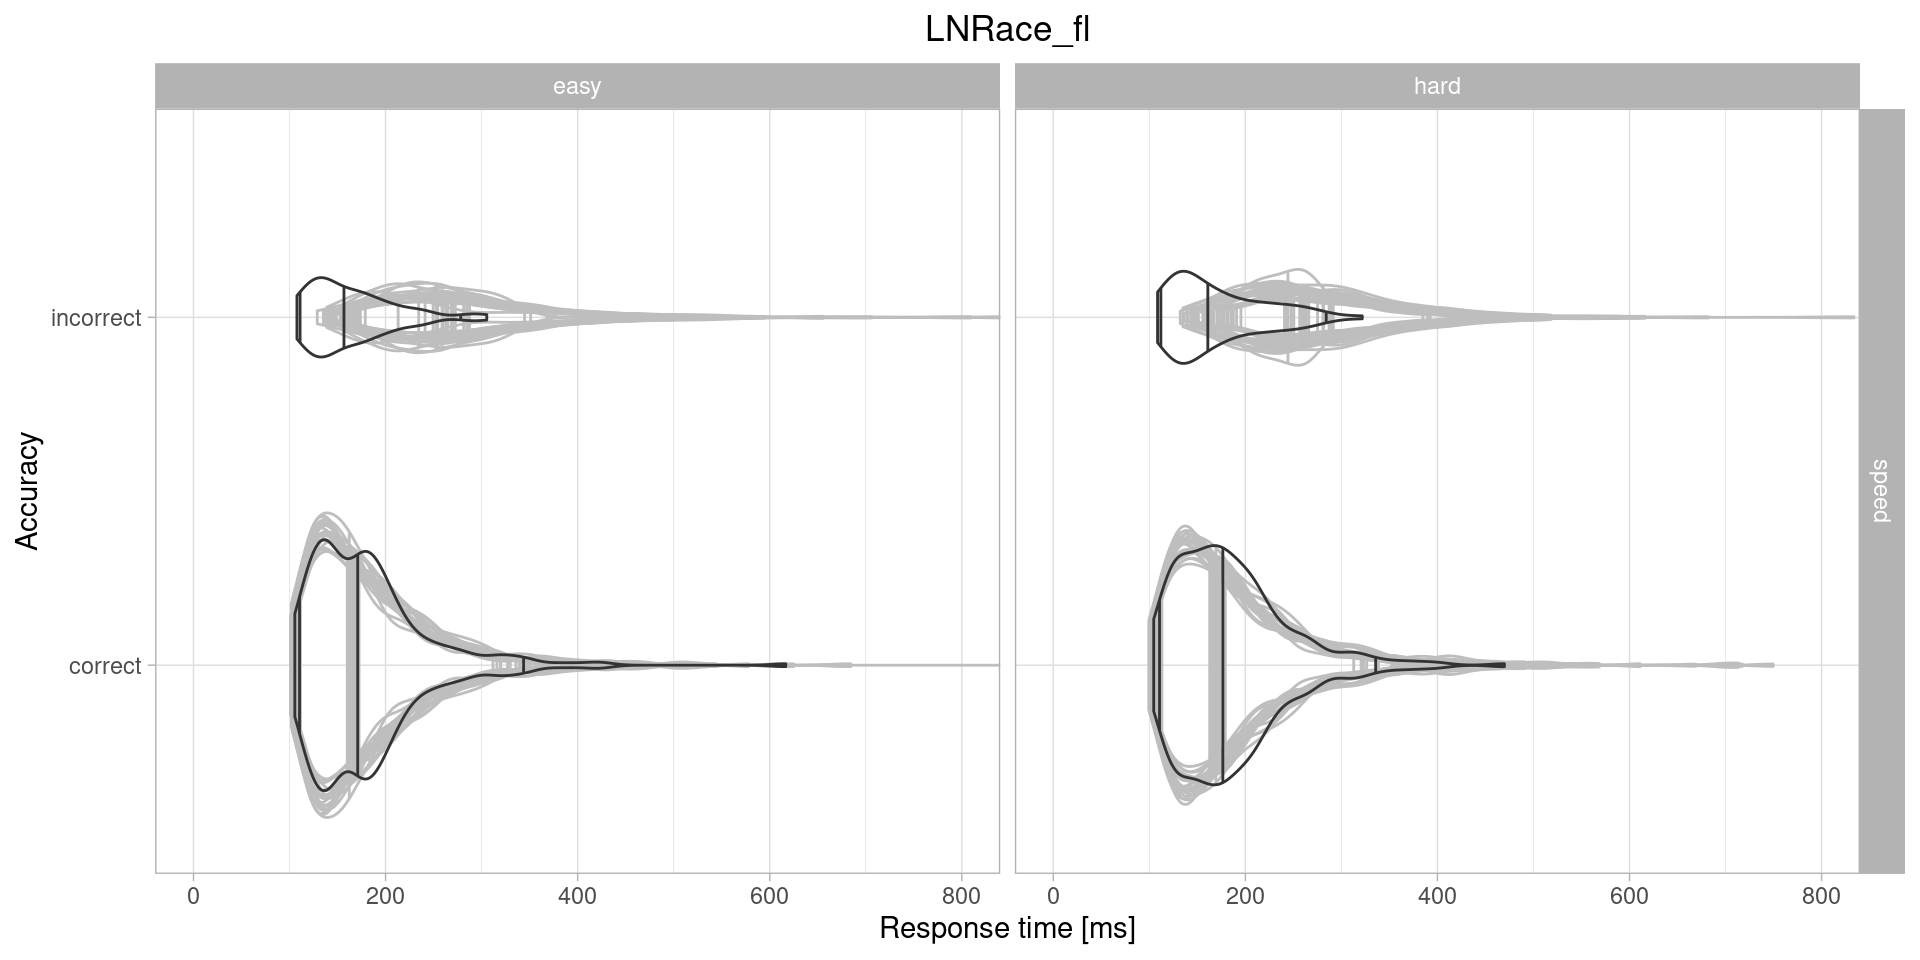 LNRace_fl
easy
hard
incorrect
correct
Accuracy
speed
0 200 400 600 800
0 200 400 600 800
Response time [ms]